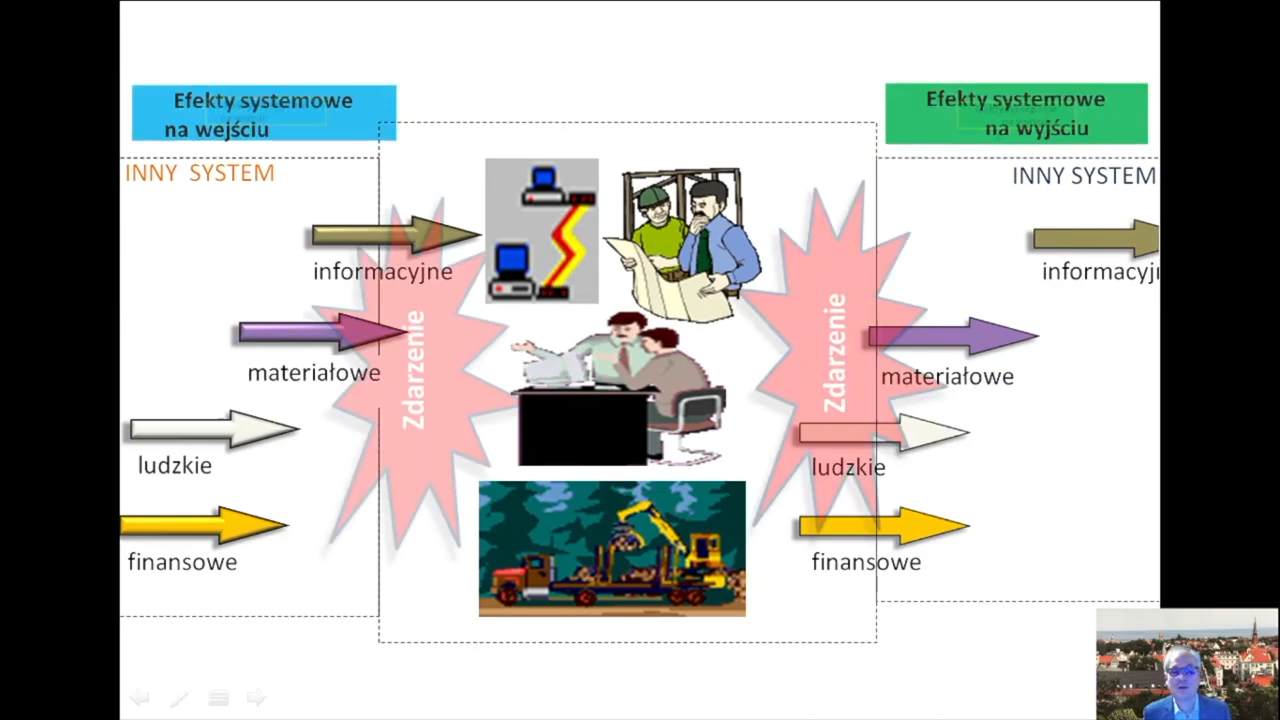 Efekty systemowe
na wejściu
Efekty systemowe
na wyjściu
INNY SYSTEM
INNY SYSTEM
informacyjne
materiałowe
ludzkie
finansowe
Zdarzenie
Zdarzenie
informacyj
materiałowe
ludzkie
finansowe